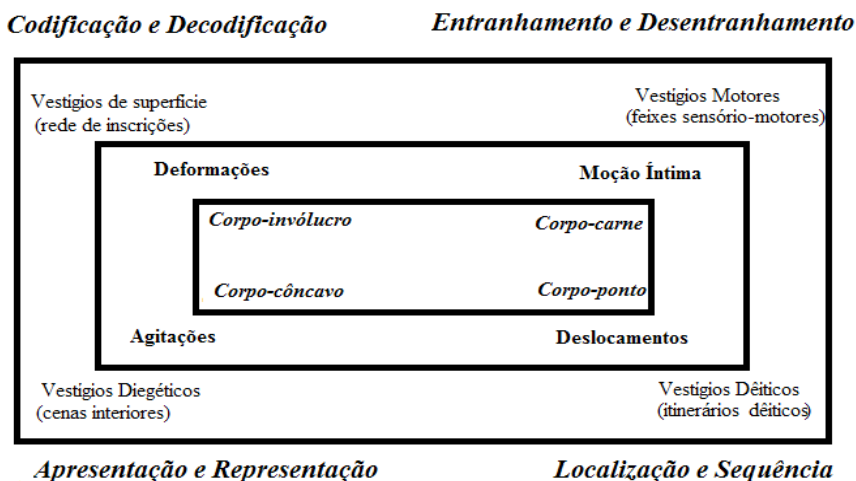 Codificação e Decodificação
Entranhamento e Desentranhamento
Vestígios de superfície
(rede de inscrições)
Vestígios Motores
(feixes sensório-motores)
Deformações
Moção Íntima
Corpo-invólucro
Corpo-carne
Corpo-côncavo
Corpo-ponto
Agitações
Deslocamentos
Vestigios Diegéticos
(cenas interiores)
Vestígios Dêiticos
(itinerários dêiticos)
Apresentação e Representação
Localização e Sequência